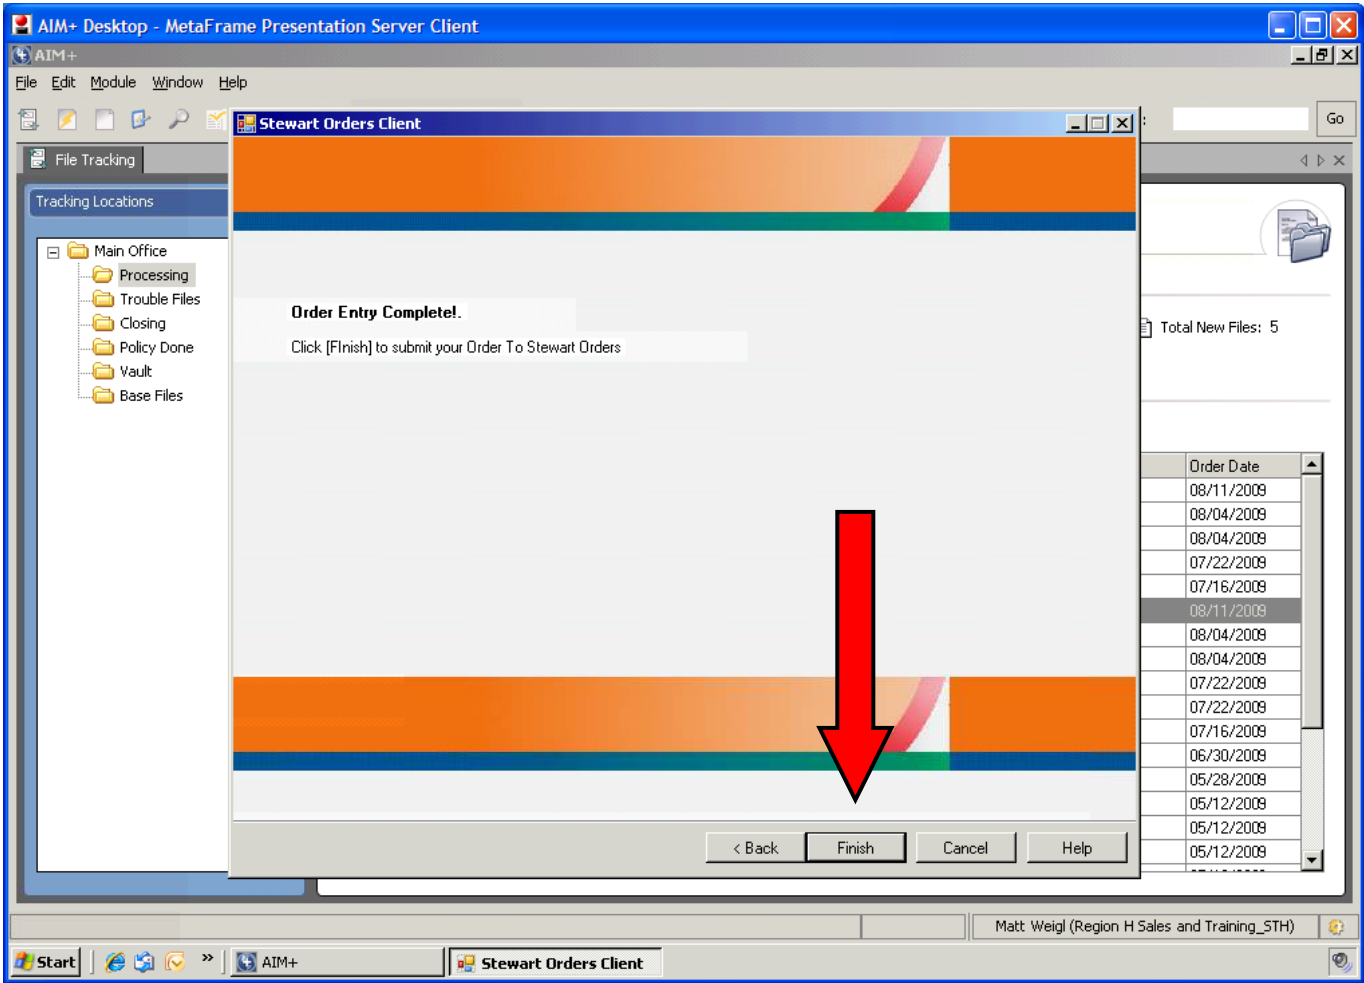 AIM+ Desktop - MetaFrame Presentation Server Client
AIM+
File Edit Module Window Help
: Go
File Tracking
Tracking Locations
Main Office
Processing
Trouble Files
Closing
Policy Done
Vault
Base Files
Stewart Orders Client
Order Entry Complete!.
Click [FInish] to submit your Order To Stewart Orders
< Back Finish Cancel Help
Total New Files: 5
Order Date
08/11/2009
08/04/2009
08/04/2009
07/22/2009
07/16/2009
08/11/2009
08/04/2009
08/04/2009
07/22/2009
07/22/2009
07/16/2009
06/30/2009
05/28/2009
05/12/2009
05/12/2009
05/12/2009
Matt Weigl (Region H Sales and Training_STH)
Start » AIM+ Stewart Orders Client